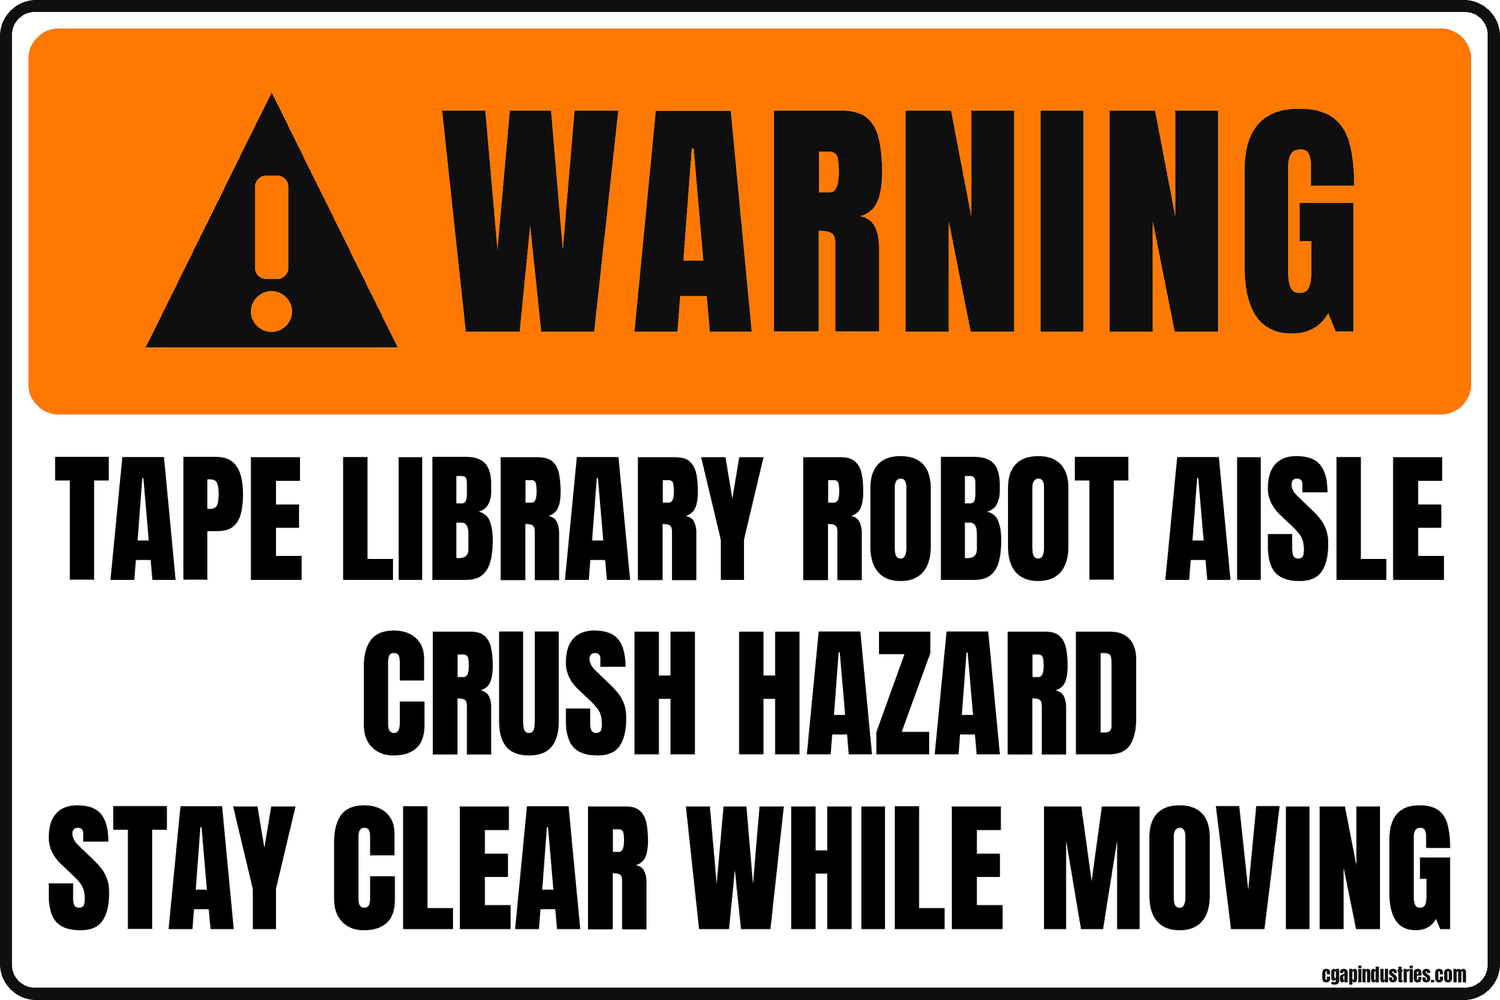 WARNING
TAPE LIBRARY ROBOT AISLE
CRUSH HAZARD
STAY CLEAR WHILE MOVING
cgapindustries.com